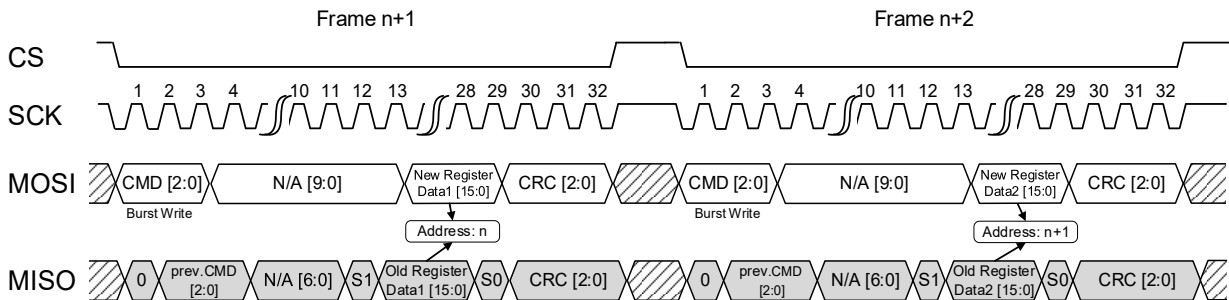 Frame n+1 Frame n+2
CS
1 2 3 4 10 11 12 13 28 29 30 31 32 1 2 3 4 10 11 12 13 28 29 30 31 32
SCK
MOSI CMD [2:0] N/A [9:0] New Register Data1 [15:0] CRC [2:0] CMD [2:0] N/A [9:0] New Register Data2 [15:0] CRC [2:0]
Burst Write Burst Write
Address: n Address: n+1
MISO 0 prev.CMD [2:0] N/A [6:0] S1 Old Register Data1 [15:0] S0 CRC [2:0] 0 prev.CMD [2:0] N/A [6:0] S1 Old Register Data2 [15:0] S0 CRC [2:0]